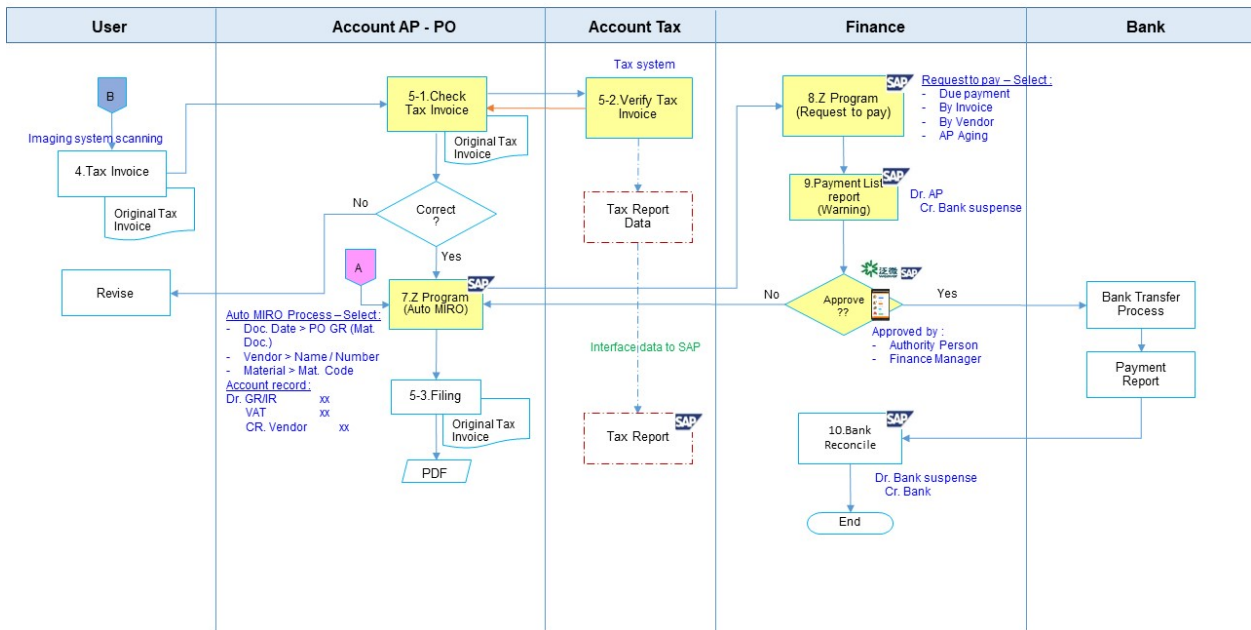 User
Account AP - PO
Account Tax
Finance
Bank
B
Imaging system scanning
4.Tax Invoice
Original Tax
Invoice
Revise
5-1.Check
Tax Invoice
Original Tax
Invoice
No
Correct
?
Yes
A
7.Z Program
(Auto MIRO)
SAP
Auto MIRO Process – Select :
- Doc. Date > PO GR (Mat.
Doc.)
- Vendor > Name / Number
- Material > Mat. Code
Account record :
Dr. GR/IR xx
VAT xx
CR. Vendor xx
5-3.Filing
Original Tax
Invoice
PDF
Tax system
5-2.Verify Tax
Invoice
Tax Report
Data
Interface data to SAP
Tax Report
SAP
8.Z Program
(Request to pay)
SAP
Request to pay – Select :
- Due payment
- By Invoice
- By Vendor
- AP Aging
9.Payment List
report
(Warning)
SAP
Dr. AP
Cr. Bank suspense
泛微
SAP
No
Approve
??
Yes
Approved by :
- Authority Person
- Finance Manager
10.Bank
Reconcile
SAP
Dr. Bank suspense
Cr. Bank
End
Bank Transfer
Process
Payment
Report